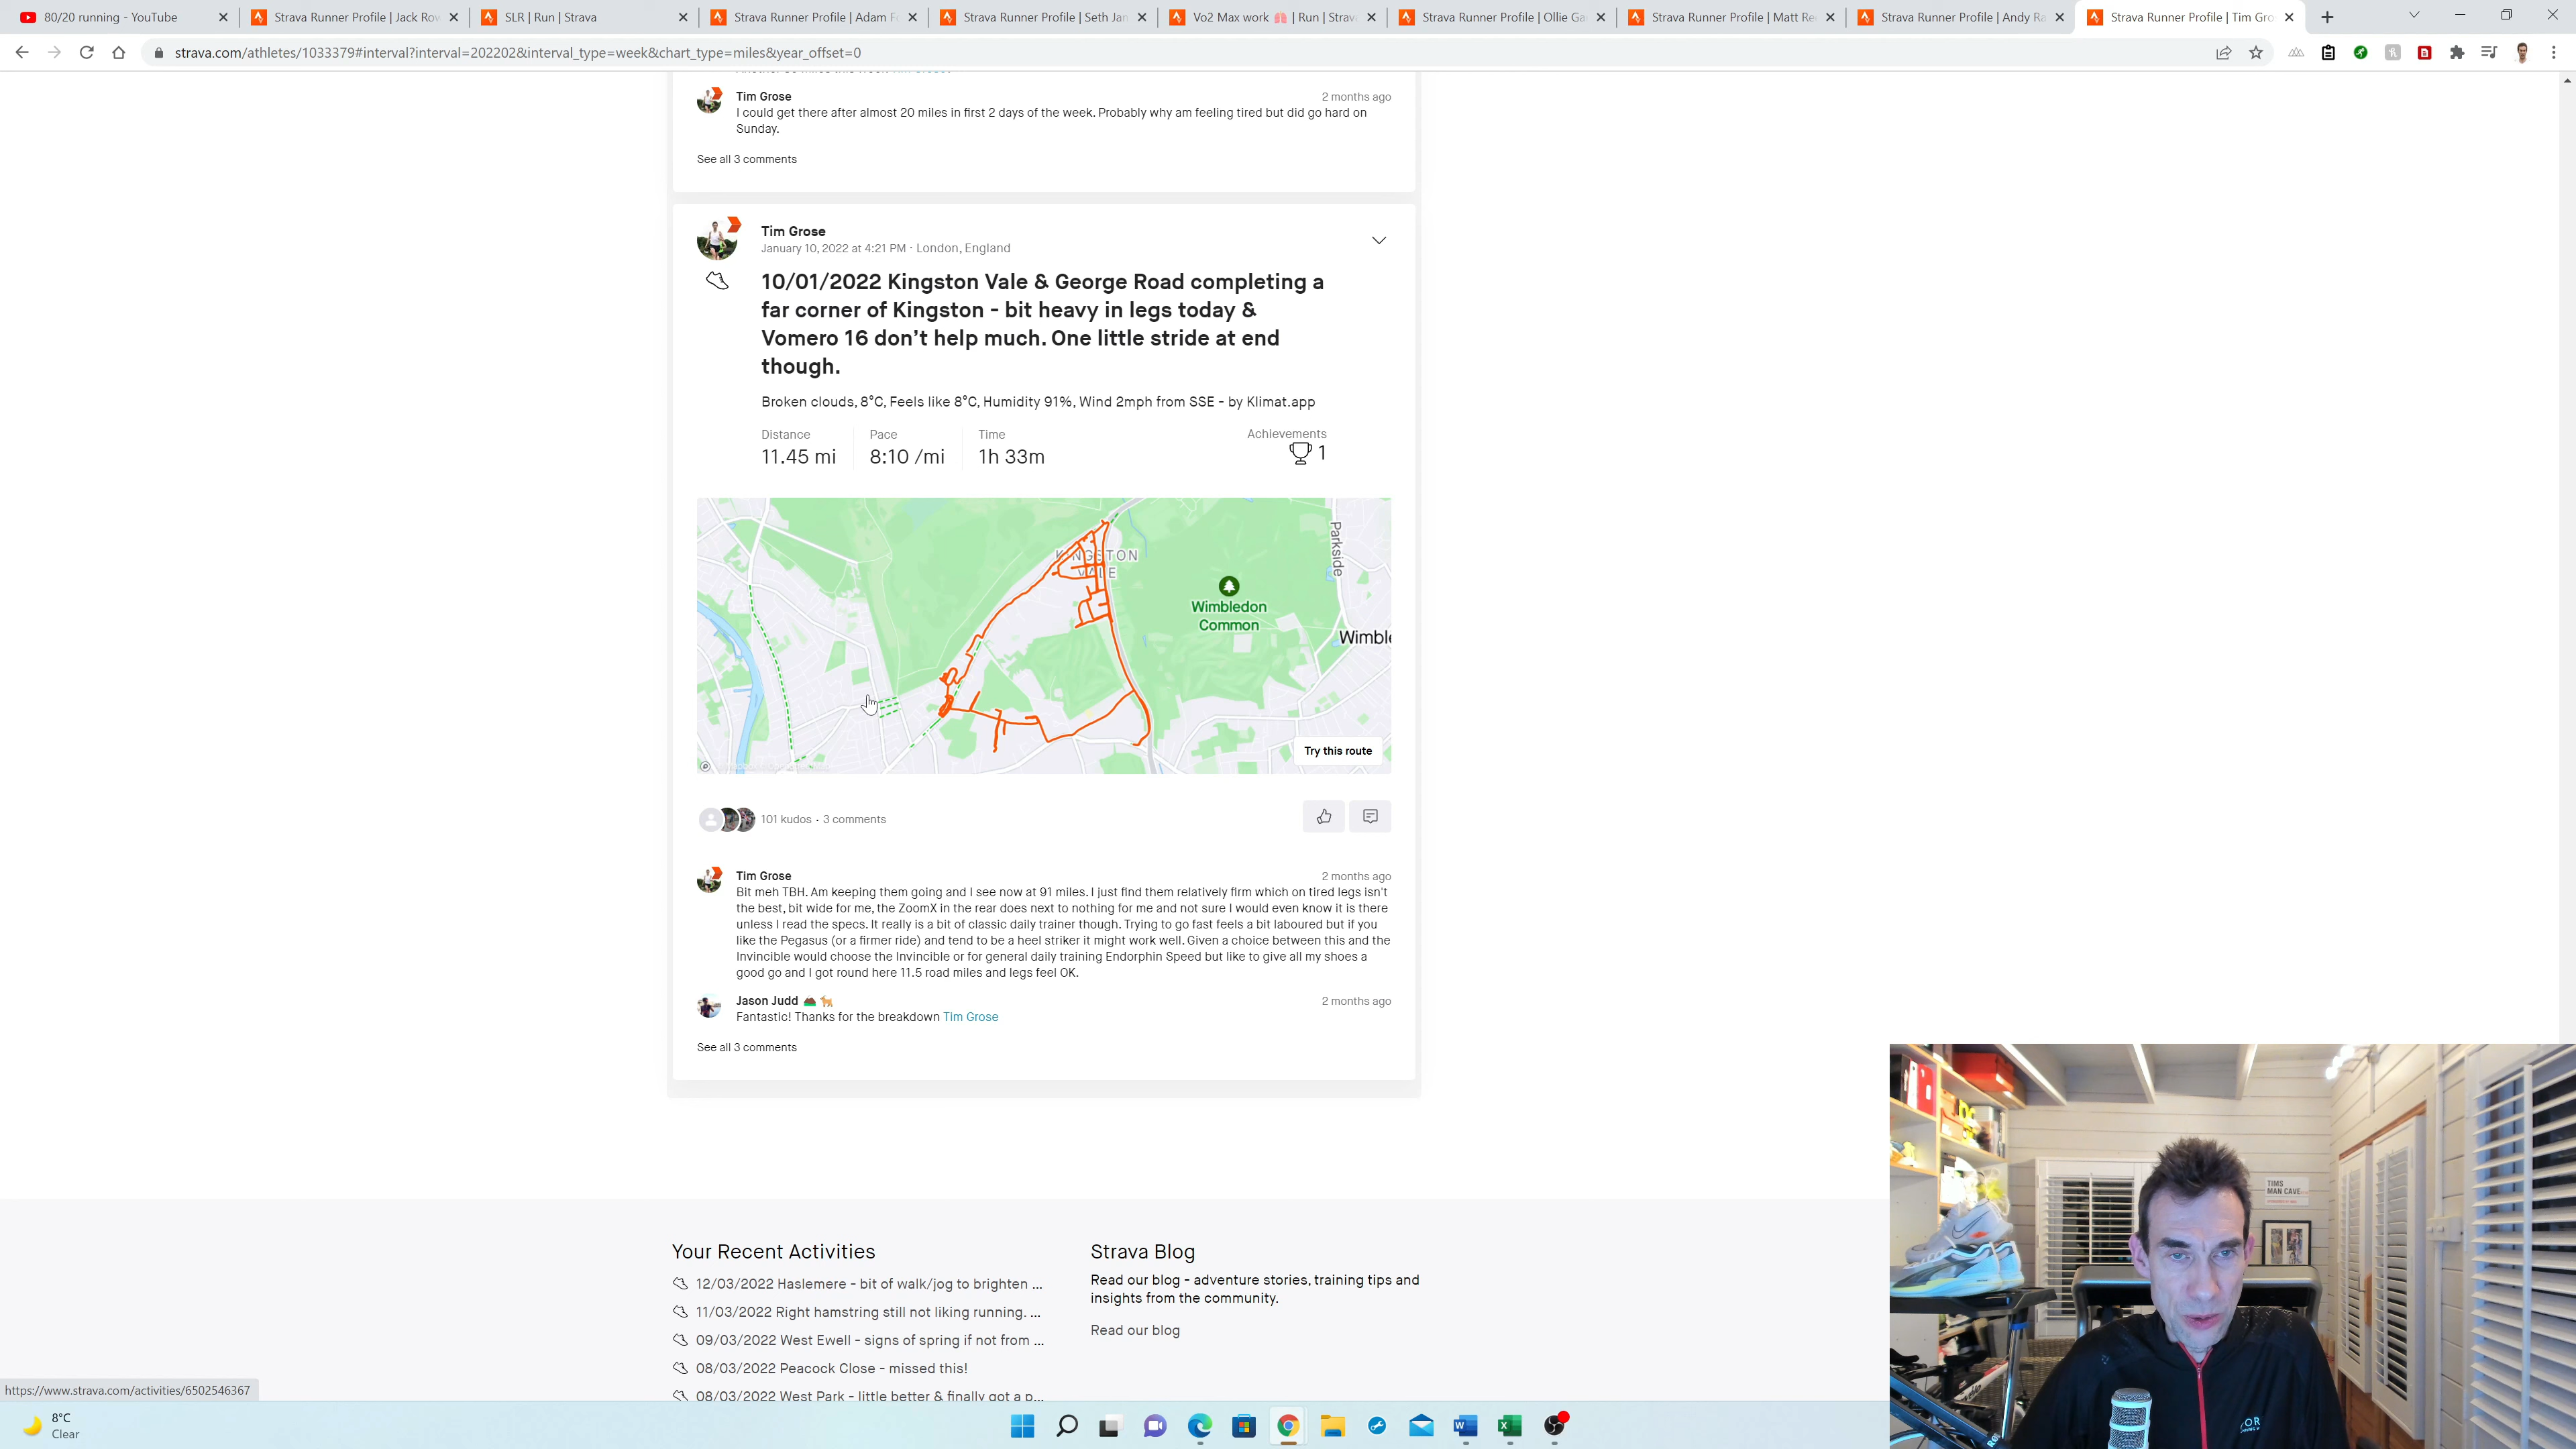 80/20 running - YouTube
Strava Runner Profile | Jack Ro
SLR | Run | Strava
Strava Runner Profile | Adam F
Strava Runner Profile | Seth Jan
Vo2 Max work 🫁 | Run | Strav
Strava Runner Profile | Ollie Ga
Strava Runner Profile | Matt Re
Strava Runner Profile | Andy Ra
Strava Runner Profile | Tim Gro
strava.com/athletes/1033379#interval?interval=202202&interval_type=week&chart_type=miles&year_offset=0
Tim Grose
2 months ago
I could get there after almost 20 miles in first 2 days of the week. Probably why am feeling tired but did go hard on
Sunday.
See all 3 comments
Tim Grose
January 10, 2022 at 4:21 PM · London, England
10/01/2022 Kingston Vale & George Road completing a
far corner of Kingston - bit heavy in legs today &
Vomero 16 don’t help much. One little stride at end
though.
Broken clouds, 8°C, Feels like 8°C, Humidity 91%, Wind 2mph from SSE - by Klimat.app
Distance
Pace
Time
Achievements
11.45 mi
8:10 /mi
1h 33m
1
Parkside
KINGSTON
VALE
Wimbledon
Common
Wimble
Try this route
101 kudos · 3 comments
Tim Grose
2 months ago
Bit meh TBH. Am keeping them going and I see now at 91 miles. I just find them relatively firm which on tired legs isn't
the best, bit wide for me, the ZoomX in the rear does next to nothing for me and not sure I would even know it is there
unless I read the specs. It really is a bit of classic daily trainer though. Trying to go fast feels a bit laboured but if you
like the Pegasus (or a firmer ride) and tend to be a heel striker it might work well. Given a choice between this and the
Invincible would choose the Invincible or for general daily training Endorphin Speed but like to give all my shoes a
good go and I got round here 11.5 road miles and legs feel OK.
Jason Judd ⛰️🐐
2 months ago
Fantastic! Thanks for the breakdown Tim Grose
See all 3 comments
Your Recent Activities
12/03/2022 Haslemere - bit of walk/jog to brighten ...
11/03/2022 Right hamstring still not liking running. ...
09/03/2022 West Ewell - signs of spring if not from ...
08/03/2022 Peacock Close - missed this!
08/03/2022 West Park - little better & finally got a p...
Strava Blog
Read our blog - adventure stories, training tips and
insights from the community.
Read our blog
TIMS
MAN CAVE
https://www.strava.com/activities/6502546367
8°C
Clear